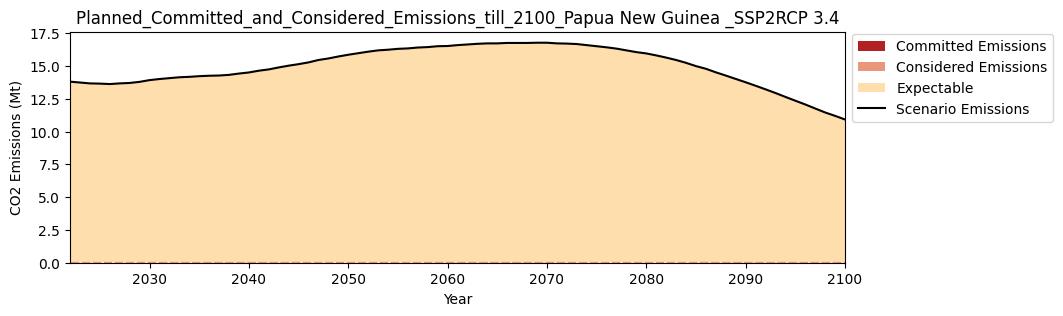 Planned_Committed_and_Considered_Emissions_till_2100_Papua New Guinea _SSP2RCP 3.4
17.5
15.0
12.5
10.0
7.5
5.0
2.5
0.0
CO2 Emissions (Mt)
2030 2040 2050 2060 2070 2080 2090 2100
Year
Committed Emissions
Considered Emissions
Expectable
Scenario Emissions